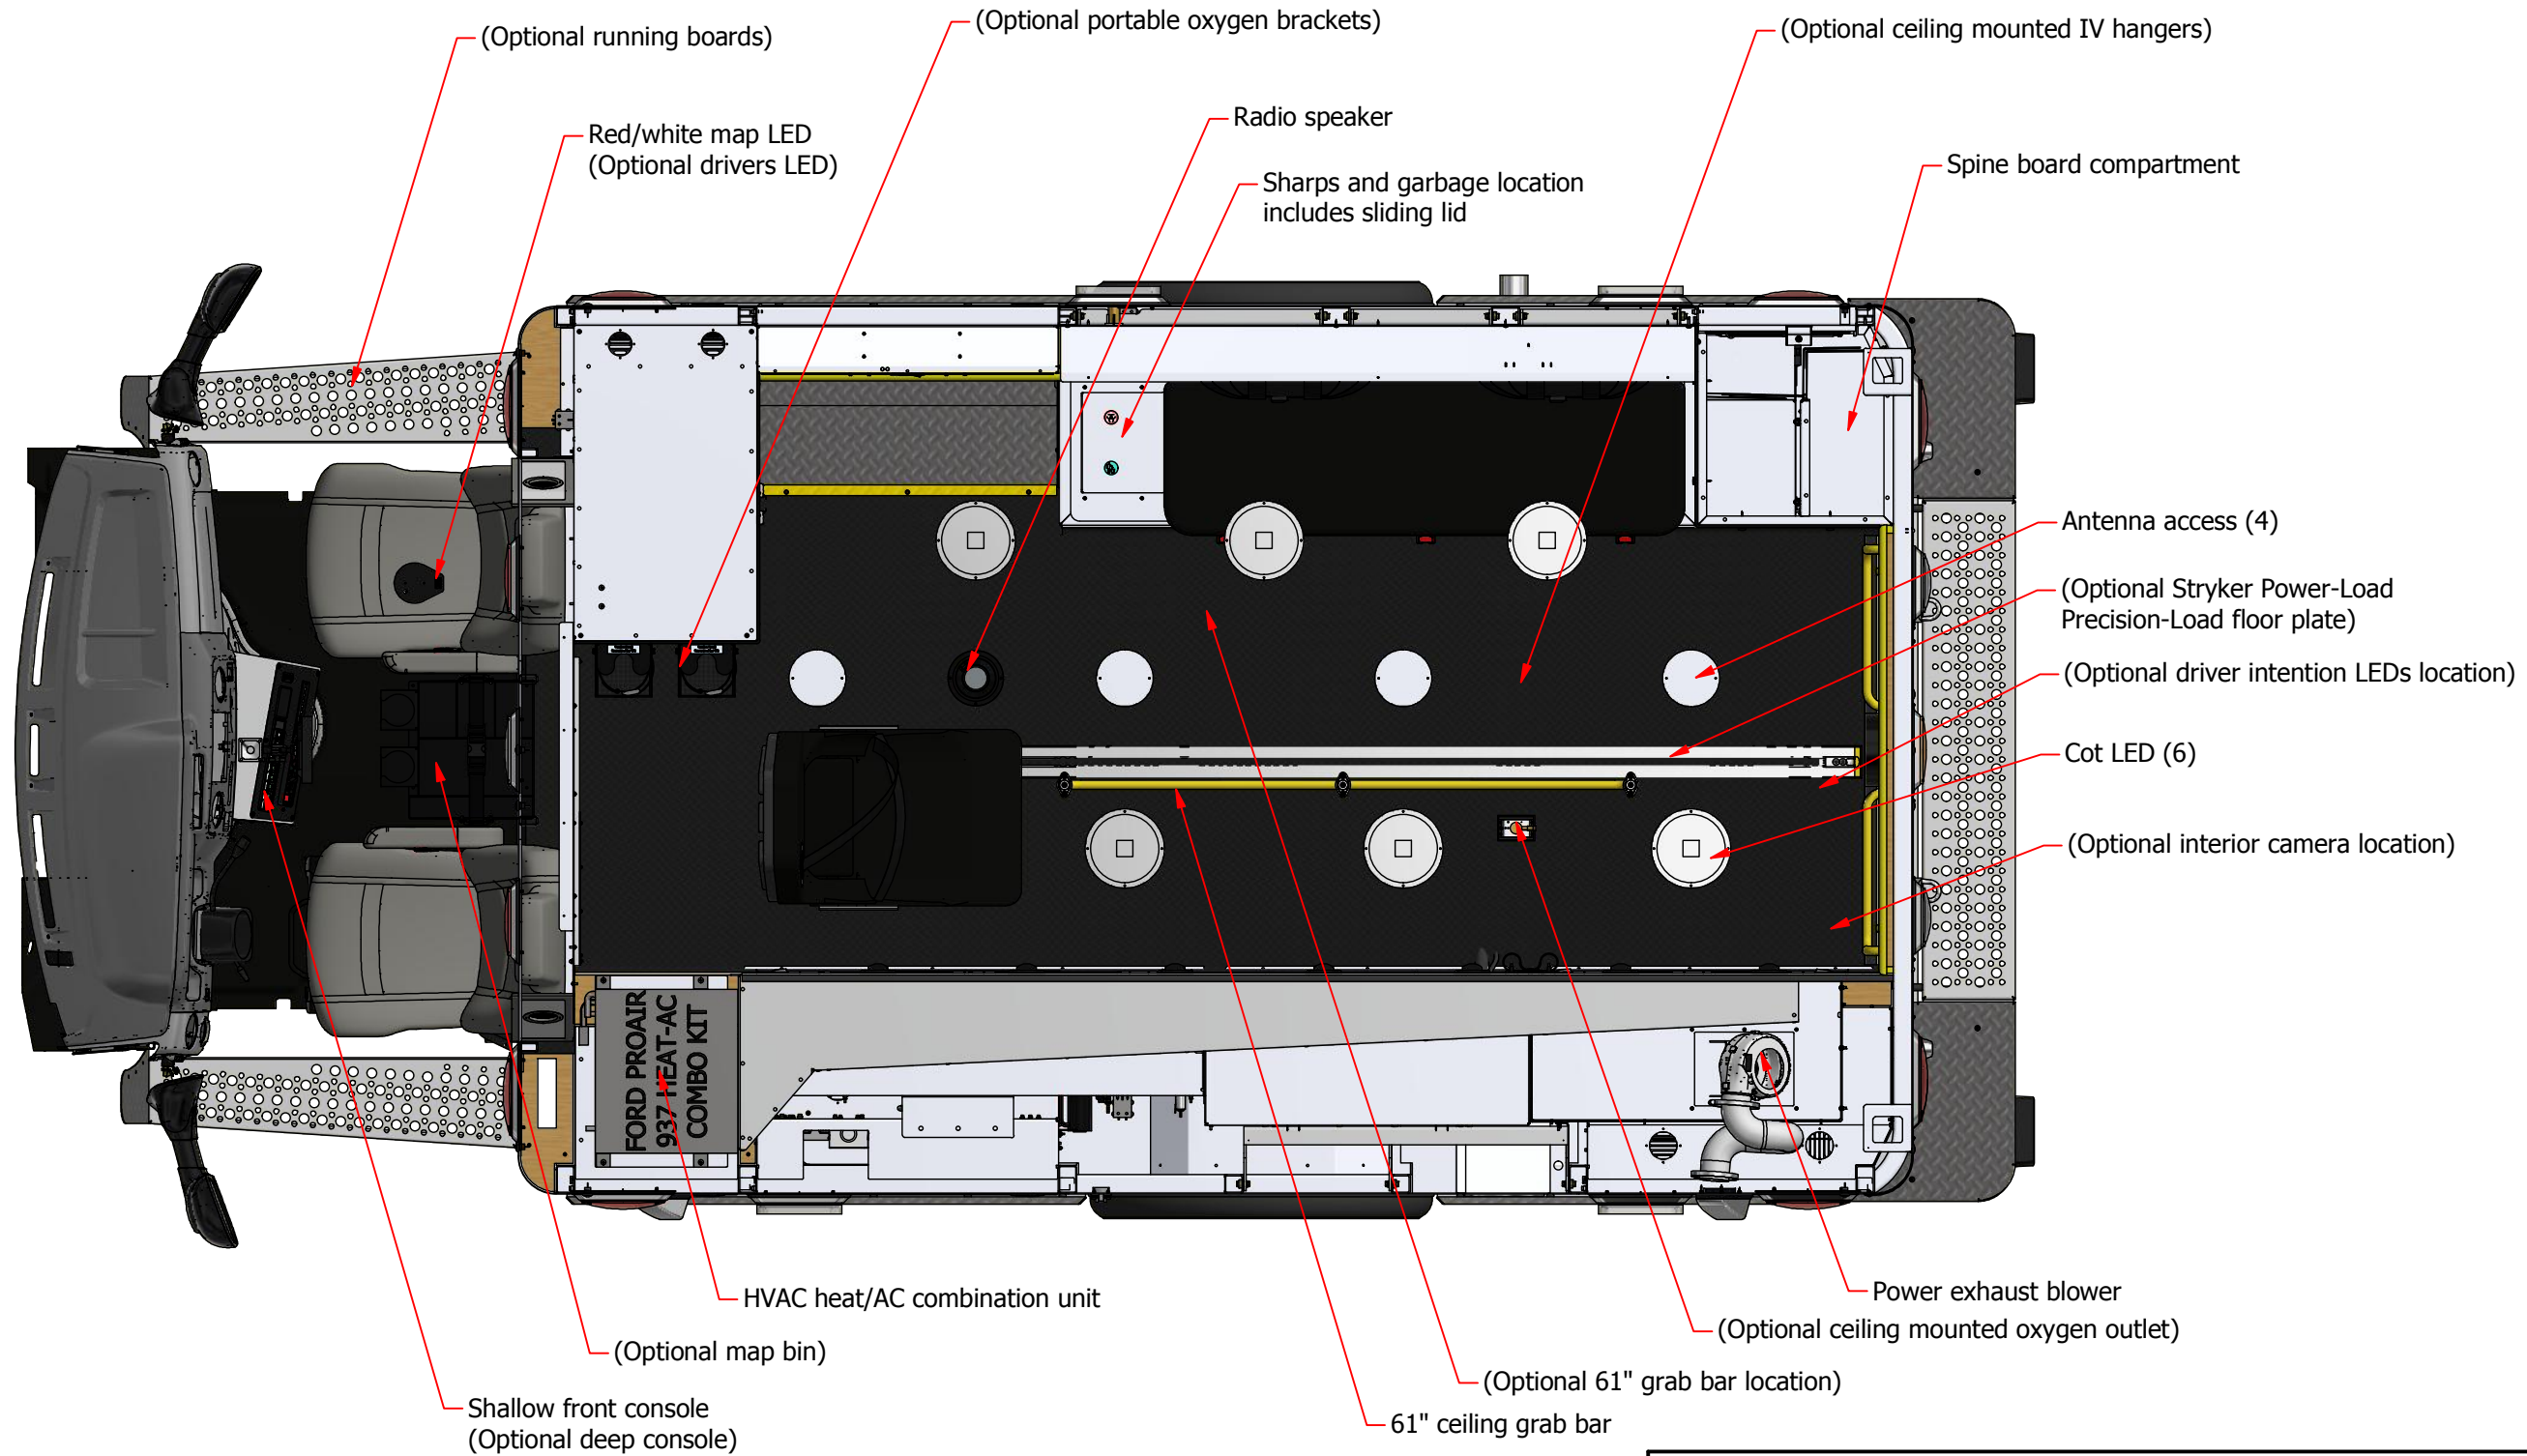 (Optional running boards)
(Optional portable oxygen brackets)
(Optional ceiling mounted IV hangers)
Red/white map LED
(Optional drivers LED)
Radio speaker
Sharps and garbage location
includes sliding lid
Spine board compartment
Antenna access (4)
(Optional Stryker Power-Load
Precision-Load floor plate)
(Optional driver intention LEDs location)
Cot LED (6)
(Optional interior camera location)
FORD PROAIR
937 HEAT-AC
COMBO KIT
HVAC heat/AC combination unit
Power exhaust blower
(Optional ceiling mounted oxygen outlet)
(Optional map bin)
(Optional 61" grab bar location)
Shallow front console
(Optional deep console)
61" ceiling grab bar